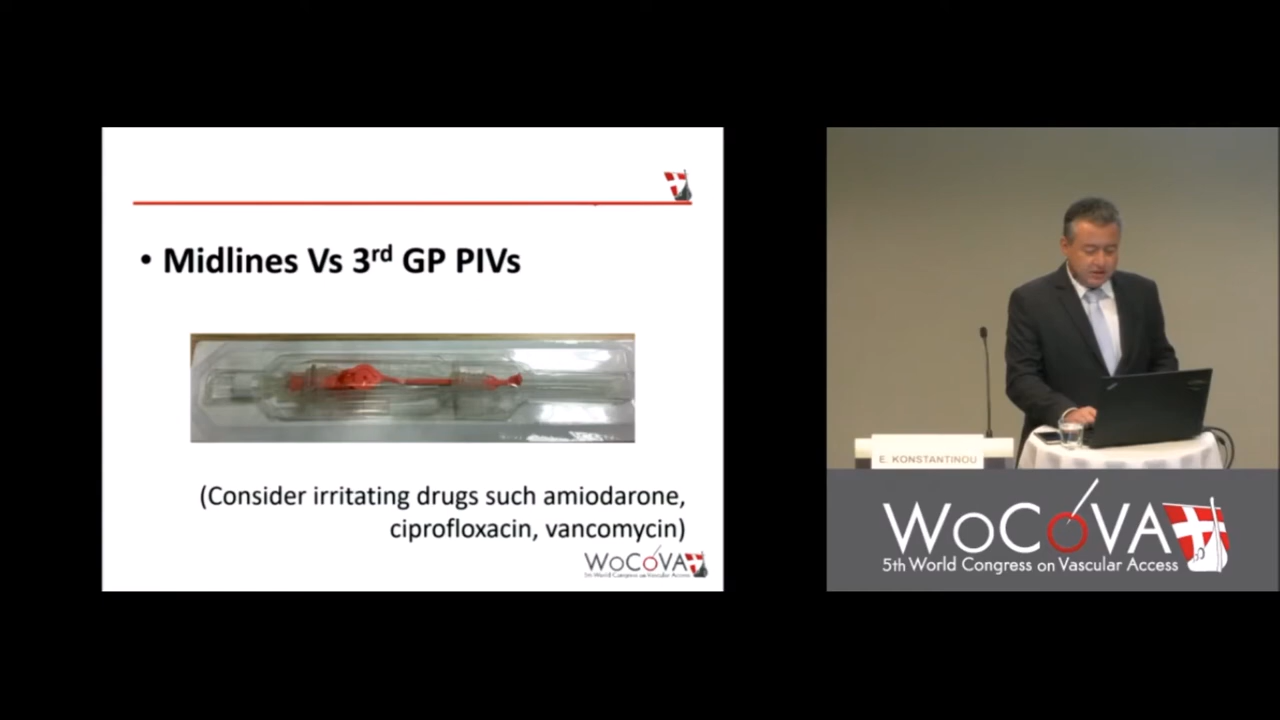 • Midlines Vs 3rd GP PIVs
(Consider irritating drugs such amiodarone,
ciprofloxacin, vancomycin)
WoCoVA
5th World Congress on Vascular Access
E. KONSTANTINOU
WoCoVA
5th World Congress on Vascular Access